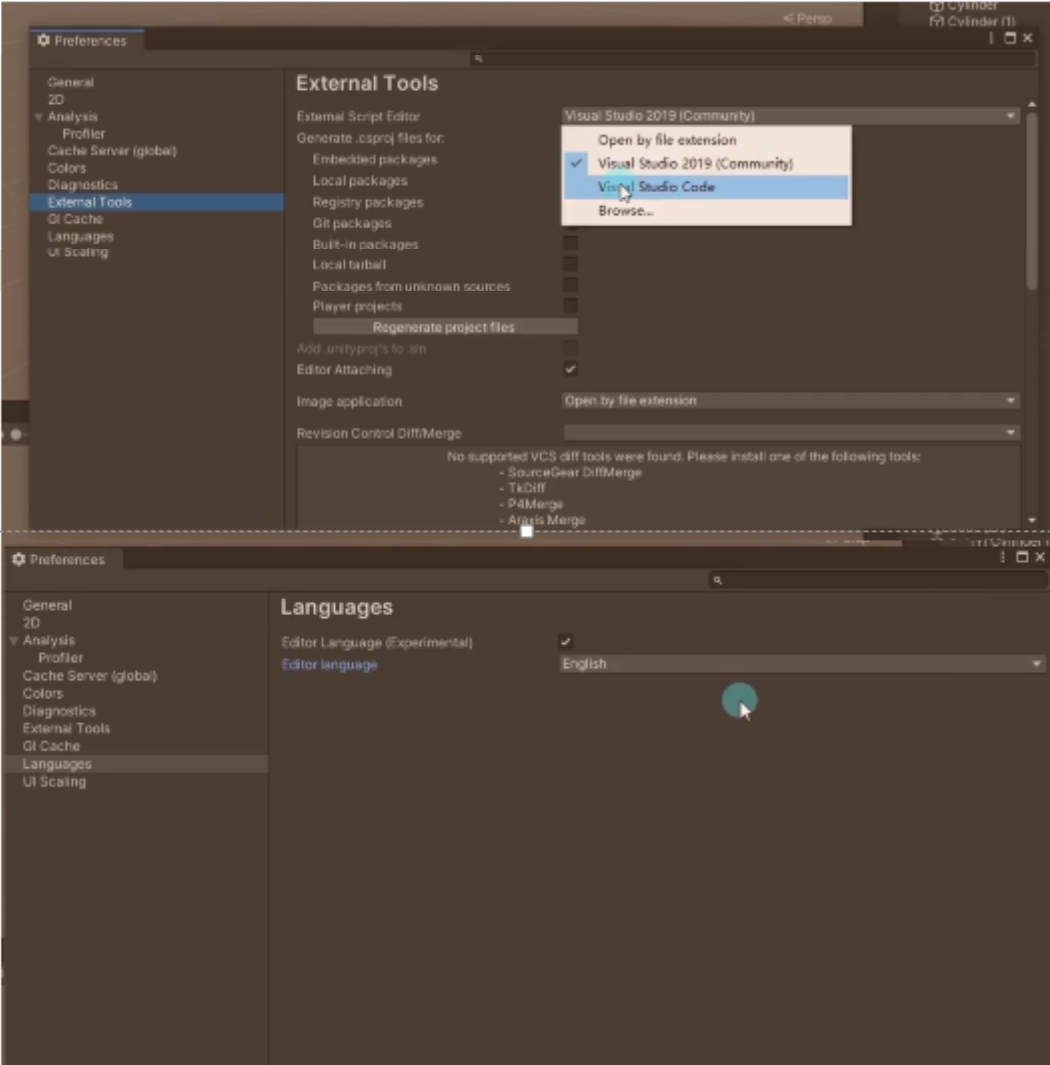 Persp
Cylinder
Cylinder (1)
Preferences
General
2D
Analysis
Profiler
Cache Server (global)
Colors
Diagnostics
External Tools
GI Cache
Languages
UI Scaling
External Tools
External Script Editor
Visual Studio 2019 (Community)
Generate .csproj files for:
Open by file extension
Embedded packages
Visual Studio 2019 (Community)
Local packages
Visual Studio Code
Registry packages
Browse...
Git packages
Built-in packages
Local tarball
Packages from unknown sources
Player projects
Regenerate project files
Add .unityproj's to .sln
Editor Attaching
Image application
Open by file extension
Revision Control Diff/Merge
No supported VCS diff tools were found. Please install one of the following tools:
- SourceGear DiffMerge
- TkDiff
- P4Merge
- Araxis Merge
Preferences
General
2D
Analysis
Profiler
Cache Server (global)
Colors
Diagnostics
External Tools
GI Cache
Languages
UI Scaling
Languages
Editor Language (Experimental)
Editor language
English